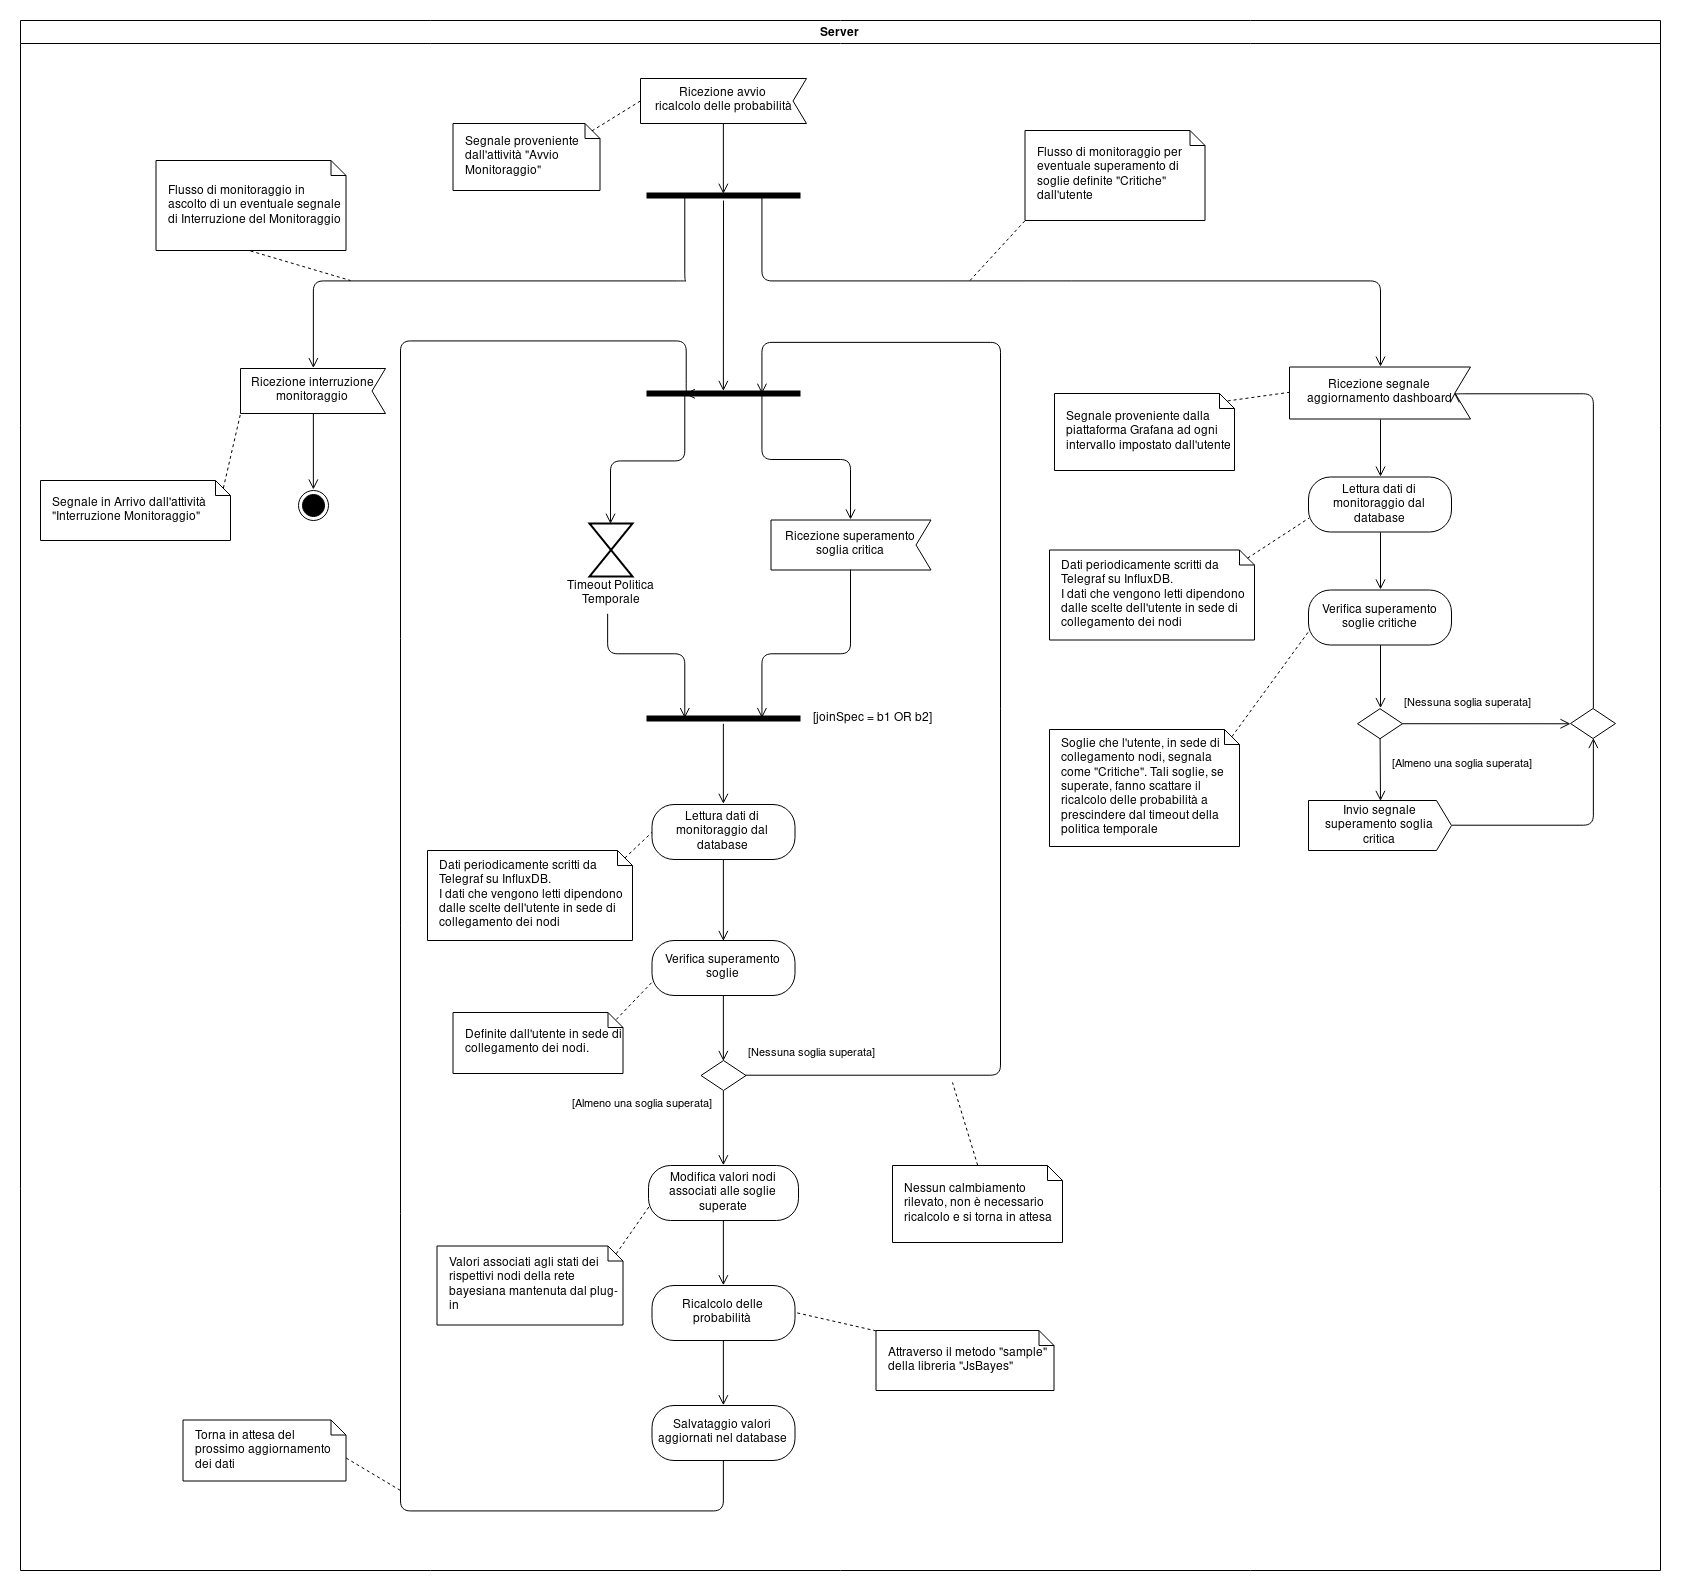 Server
Ricezione avvio
ricalcolo delle probabilità
Segnale proveniente
dall'attività "Avvio
Monitoraggio"
Flusso di monitoraggio per
eventuale superamento di
soglie definite "Critiche"
dall'utente
Flusso di monitoraggio in
ascolto di un eventuale segnale
di Interruzione del Monitoraggio
Ricezione interruzione
monitoraggio
Segnale in Arrivo dall'attività
"Interruzione Monitoraggio"
Ricezione segnale
aggiornamento dashboard
Segnale proveniente dalla
piattaforma Grafana ad ogni
intervallo impostato dall'utente
Lettura dati di
monitoraggio dal
database
Dati periodicamente scritti da
Telegraf su InfluxDB.
I dati che vengono letti dipendono
dalle scelte dell'utente in sede di
collegamento dei nodi
Verifica superamento
soglie critiche
[Nessuna soglia superata]
[Almeno una soglia superata]
Soglie che l'utente, in sede di
collegamento nodi, segnala
come "Critiche". Tali soglie, se
superate, fanno scattare il
ricalcolo delle probabilità a
prescindere dal timeout della
politica temporale
Invio segnale
superamento soglia
critica
Timeout Politica
Temporale
Ricezione superamento
soglia critica
[joinSpec = b1 OR b2]
Lettura dati di
monitoraggio dal
database
Dati periodicamente scritti da
Telegraf su InfluxDB.
I dati che vengono letti dipendono
dalle scelte dell'utente in sede di
collegamento dei nodi
Verifica superamento
soglie
Definite dall'utente in sede di
collegamento dei nodi.
[Nessuna soglia superata]
[Almeno una soglia superata]
Modifica valori nodi
associati alle soglie
superate
Nessun calmbiamento
rilevato, non è necessario
ricalcolo e si torna in attesa
Valori associati agli stati dei
rispettivi nodi della rete
bayesiana mantenuta dal plug-
in
Ricalcolo delle
probabilità
Attraverso il metodo "sample"
della libreria "JsBayes"
Salvataggio valori
aggiornati nel database
Torna in attesa del
prossimo aggiornamento
dei dati